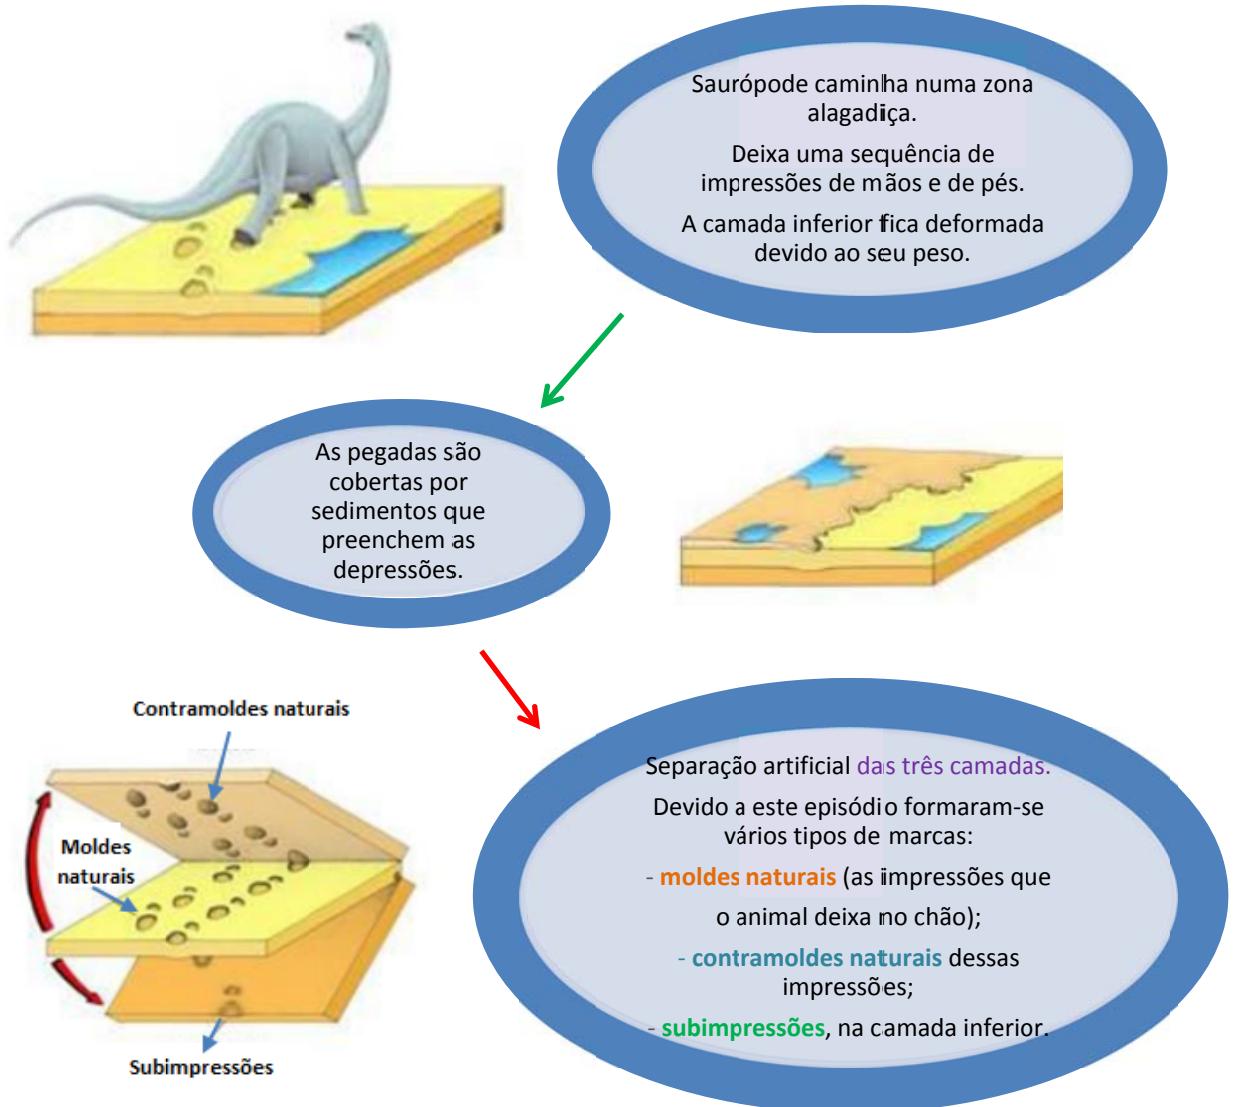 Saurópode caminha numa zona
alagadiça.
Deixa uma sequência de
impressões de mãos e de pés.
A camada inferior fica deformada
devido ao seu peso.
As pegadas são
cobertas por
sedimentos que
preenchem as
depressões.
Contramoldes naturais
Moldes
naturais
Subimpressões
Separação artificial das três camadas.
Devido a este episódio formaram-se
vários tipos de marcas:
- moldes naturais (as impressões que
o animal deixa no chão);
- contramoldes naturais dessas
impressões;
- subimpressões, na camada inferior.